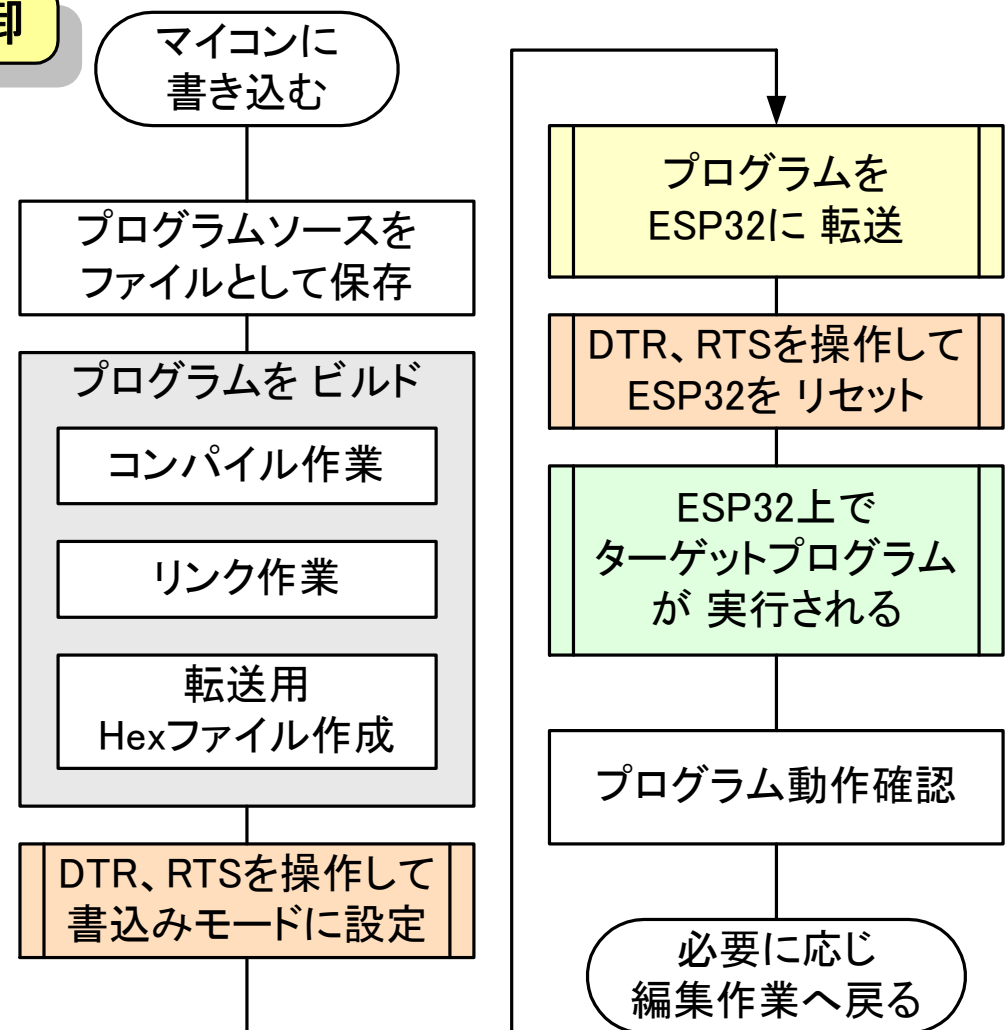 卸
マイコンに
書き込む
プログラムソースを
ファイルとして保存
プログラムを ビルド
コンパイル作業
リンク作業
転送用
Hexファイル作成
DTR、RTSを操作して
書込みモードに設定
プログラムを
ESP32に 転送
DTR、RTSを操作して
ESP32を リセット
ESP32上で
ターゲットプログラム
が 実行される
プログラム動作確認
必要に応じ
編集作業へ戻る